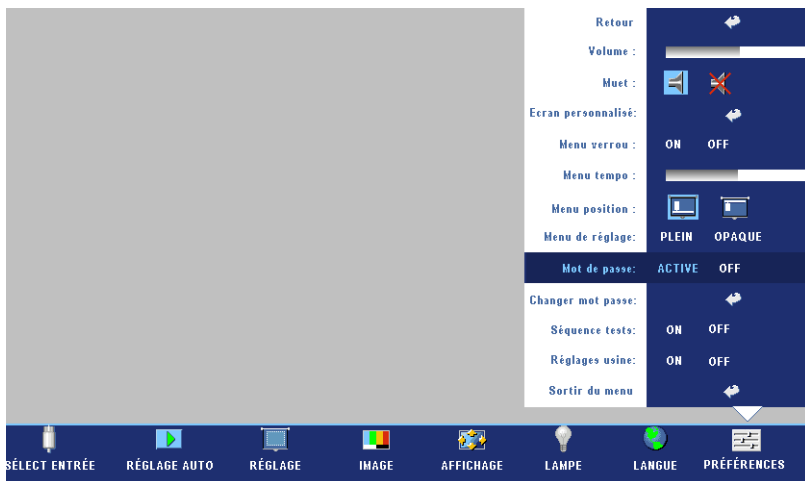 Retour
Volume :
Muet :
Ecran personnalisé:
Menu verrou : ON OFF
Menu tempo :
Menu position :
Menu de réglage: PLEIN OPAQUE
Mot de passe: ACTIVE OFF
Changer mot passe:
Séquence tests: ON OFF
Réglages usine: ON OFF
Sortir du menu
SÉLECT ENTRÉE RÉGLAGE AUTO RÉGLAGE IMAGE AFFICHAGE LAMPE LANGUE PRÉFÉRENCES